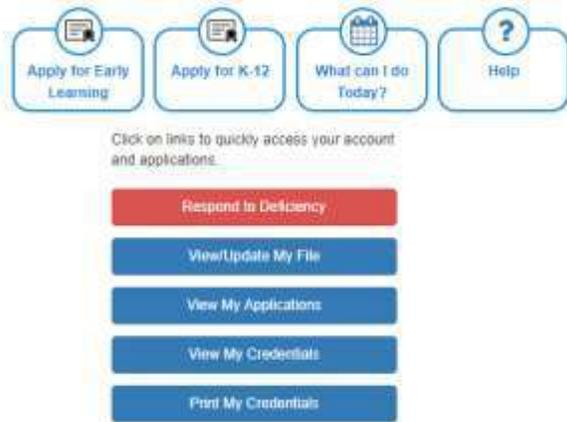 Apply for Early
Learning
Apply for K-12
What can I do
Today?
?
Help
Click on links to quickly access your account
and applications.
Respond to Deficiency
View/Update My File
View My Applications
View My Credentials
Print My Credentials